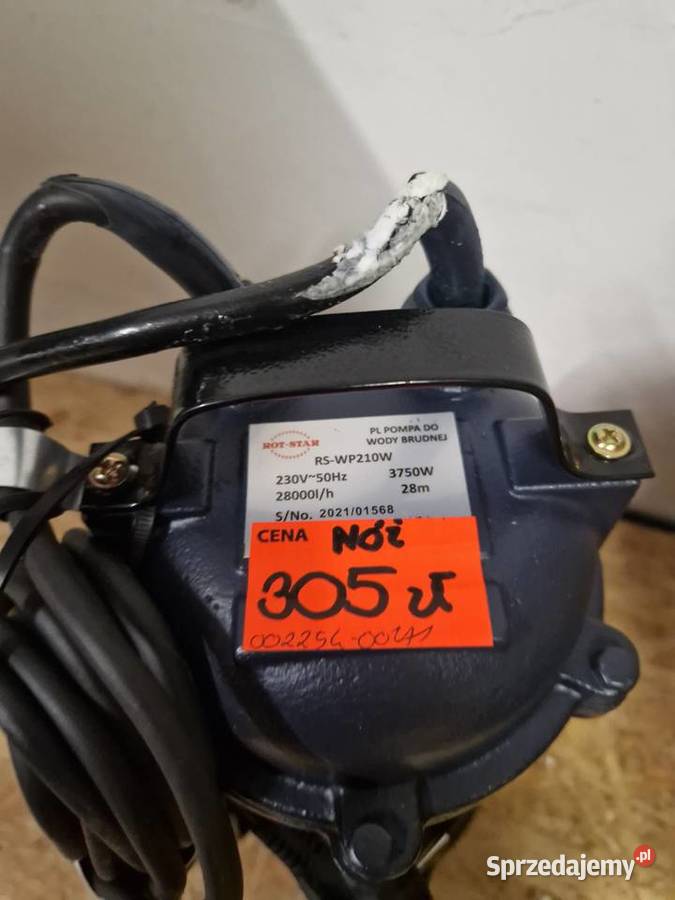 ROT-STAR
PL POMPA DO
WODY BRUDNEJ
RS-WP210W
230V~50Hz 3750W
28000l/h 28m
S/No. 2021/01568
CENA NÓŻ
305 zł
Sprzedajemy.pl